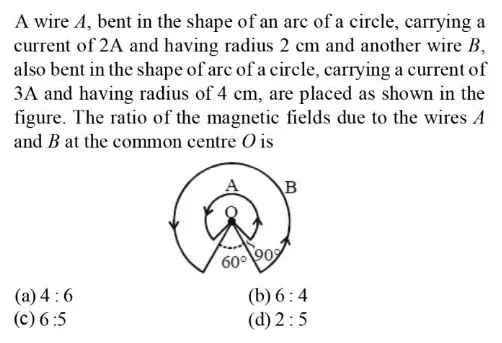 A wire A, bent in the shape of an arc of a circle, carrying a
current of 2A and having radius 2 cm and another wire B,
also bent in the shape of arc of a circle, carrying a current of
3A and having radius of 4 cm, are placed as shown in the
figure. The ratio of the magnetic fields due to the wires A
and B at the common centre O is
A
B
O
60°
90°
(a) 4 : 6
(b) 6 : 4
(c) 6 :5
(d) 2 : 5